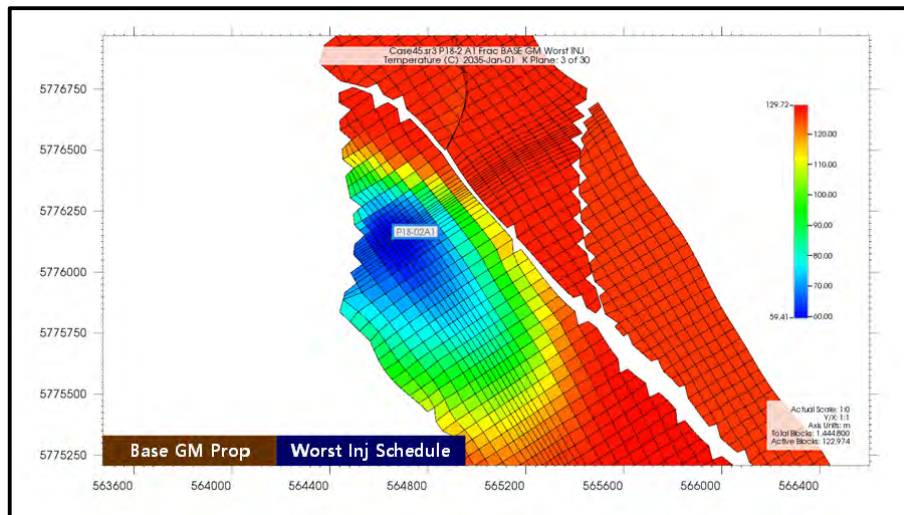 Case45.sr3 P18-2 A1 Frac BASE GM Worst INJ
Temperature (C) 2035-Jan-01 K Plane: 3 of 30
5776750
5776500
5776250
5776000
5775750
5775500
5775250
P18-02A1
129.72
120.00
110.00
100.00
90.00
80.00
70.00
59.41 60.00
Actual Scale: 1:0
Y/X: 1:1
Axis Units: m
Total Blocks: 1,444,800
Active Blocks: 122,974
Base GM Prop Worst Inj Schedule
563600 564000 564400 564800 565200 565600 566000 566400